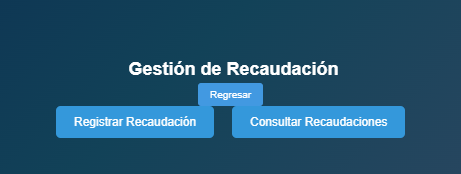 Gestión de Recaudación
Regresar
Registrar Recaudación Consultar Recaudaciones